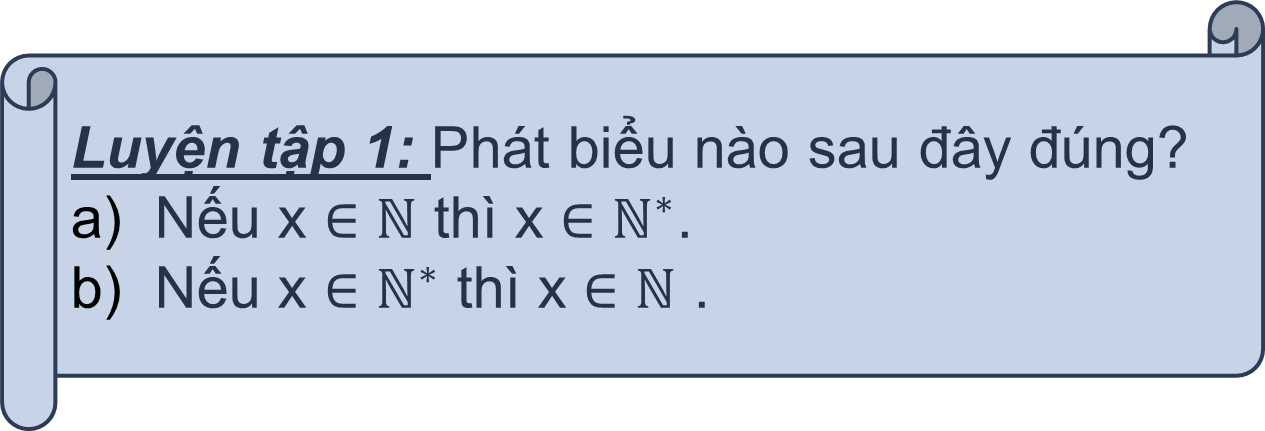 Luyện tập 1: Phát biểu nào sau đây đúng?
a) Nếu x ∈ ℕ thì x ∈ ℕ*.
b) Nếu x ∈ ℕ* thì x ∈ ℕ .